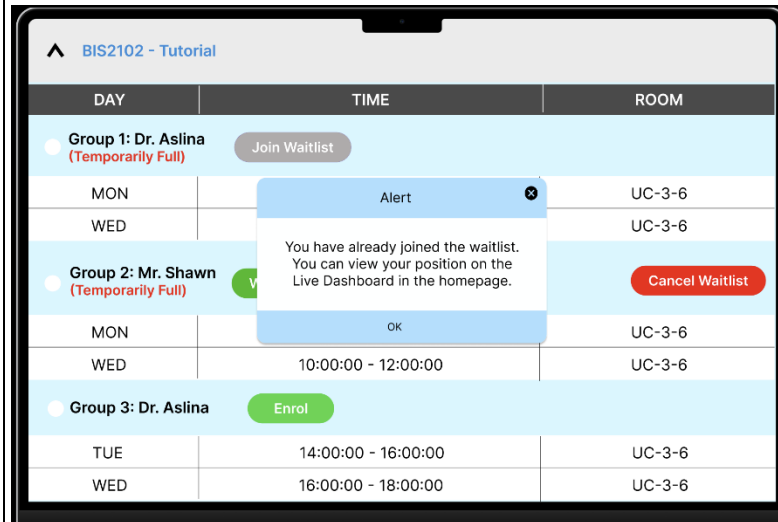 BIS2102 - Tutorial
DAY TIME ROOM
Group 1: Dr. Aslina
(Temporarily Full)
Join Waitlist
MON UC-3-6
WED UC-3-6
Alert
You have already joined the waitlist.
You can view your position on the
Live Dashboard in the homepage.
OK
Group 2: Mr. Shawn
(Temporarily Full)
Cancel Waitlist
MON UC-3-6
WED 10:00:00 - 12:00:00 UC-3-6
Group 3: Dr. Aslina
Enrol
TUE 14:00:00 - 16:00:00 UC-3-6
WED 16:00:00 - 18:00:00 UC-3-6